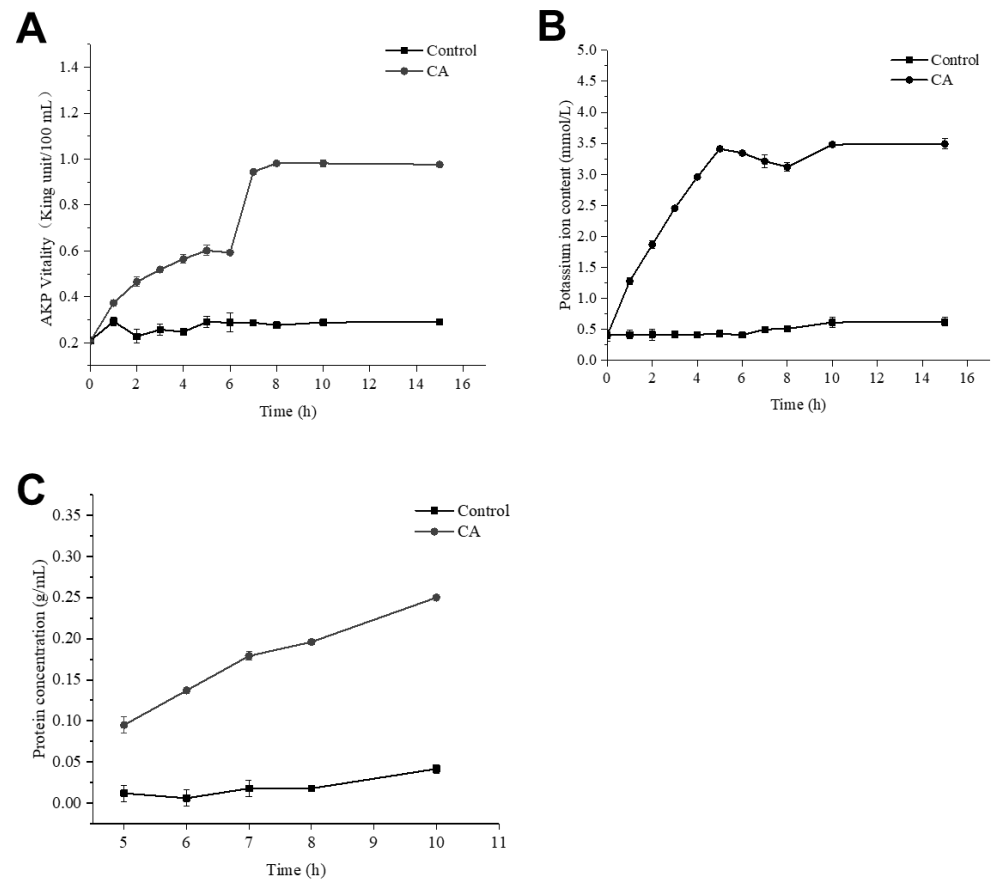 A
AKP Vitality（King unit/100 mL）
1.4
1.2
1.0
0.8
0.6
0.4
0.2
0 2 4 6 8 10 12 14 16
Time (h)
Control
CA
B
Potassium ion content (mmol/L)
5.0
4.5
4.0
3.5
3.0
2.5
2.0
1.5
1.0
0.5
0.0
0 2 4 6 8 10 12 14 16
Time (h)
Control
CA
C
Protein concentration (g/mL)
0.35
0.30
0.25
0.20
0.15
0.10
0.05
0.00
5 6 7 8 9 10 11
Time (h)
Control
CA